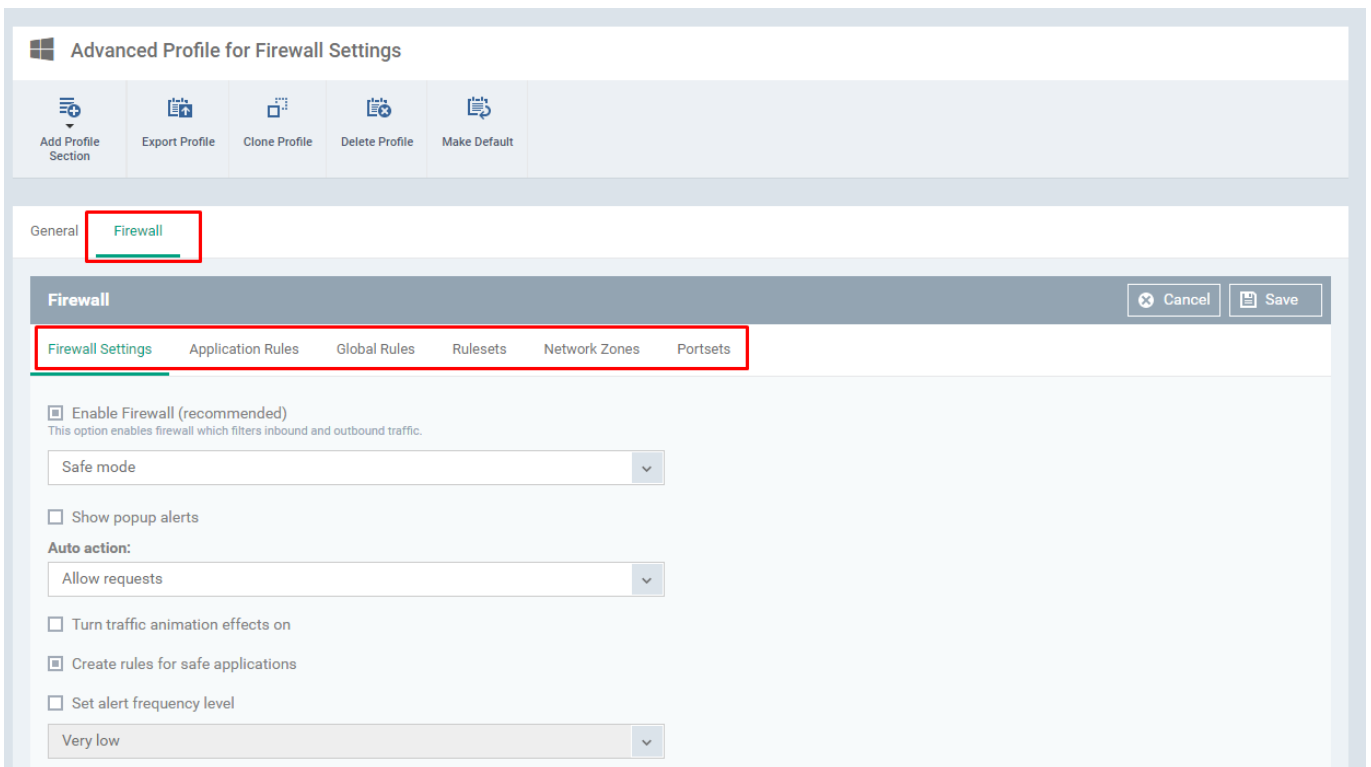 Advanced Profile for Firewall Settings
Add Profile
Section
Export Profile
Clone Profile
Delete Profile
Make Default
General
Firewall
Firewall
Cancel
Save
Firewall Settings
Application Rules
Global Rules
Rulesets
Network Zones
Portsets
Enable Firewall (recommended)
This option enables firewall which filters inbound and outbound traffic.
Safe mode
Show popup alerts
Auto action:
Allow requests
Turn traffic animation effects on
Create rules for safe applications
Set alert frequency level
Very low